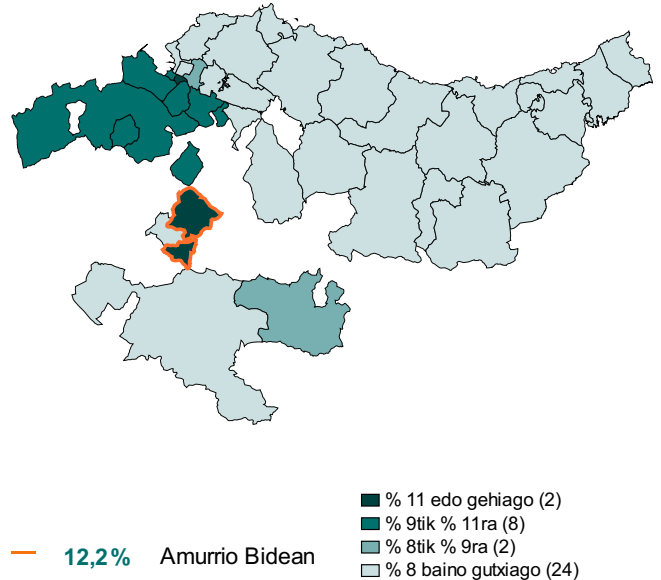 % 11 edo gehiago (2)
% 9tik % 11ra (8)
% 8tik % 9ra (2)
% 8 baino gutxiago (24)
12,2% Amurrio Bidean